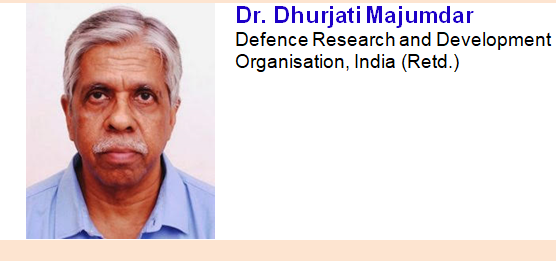 Dr. Dhurjati Majumdar
Defence Research and Development
Organisation, India (Retd.)